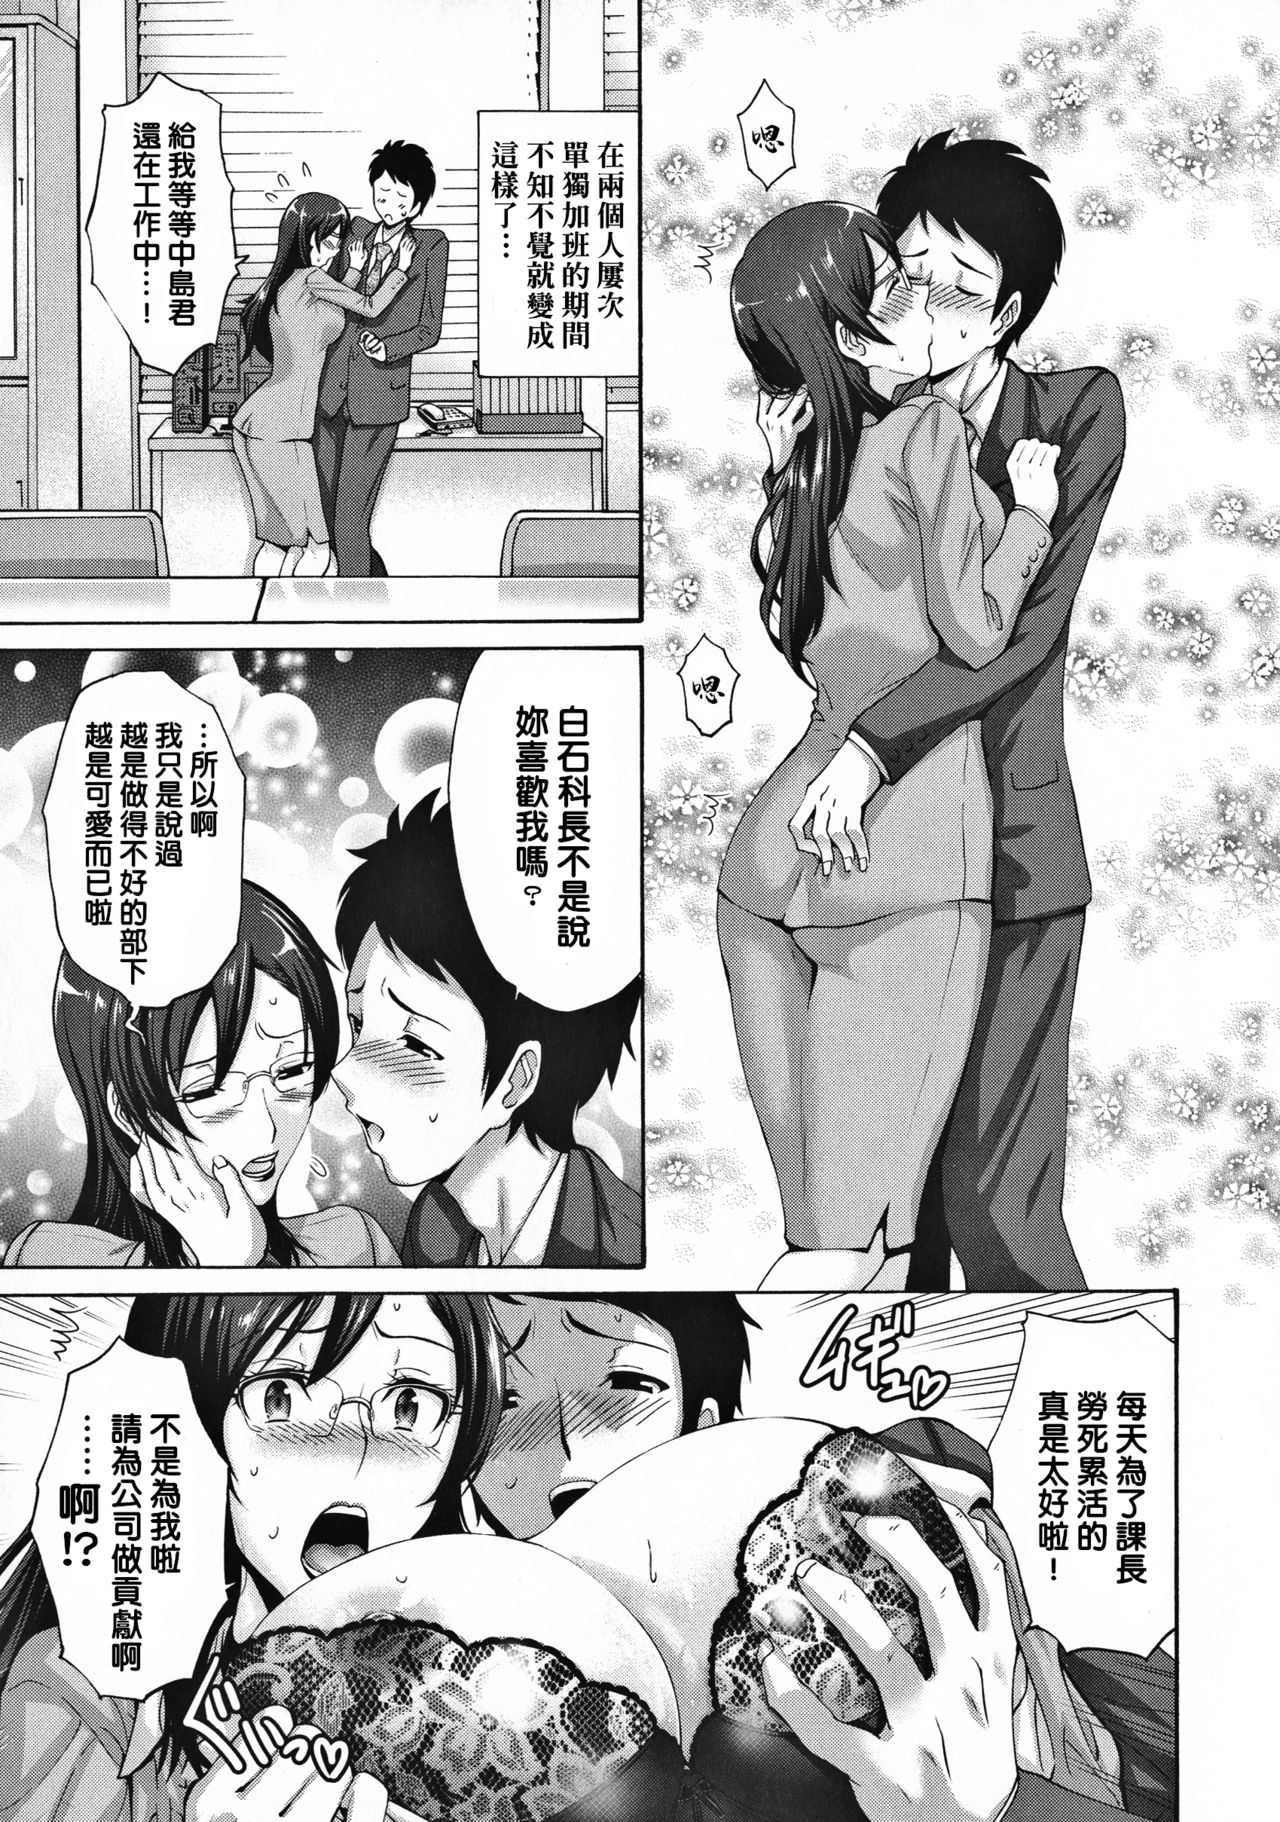 嗯
嗯
在兩個人屢次
單獨加班的期間
不知不覺就變成
這樣了…
給我等等中島君
還在工作中…！
白石科長不是說
妳喜歡我嗎？
…所以啊
我只是說過
越是做得不好的部下
越是可愛而已啦
每天為了課長
勞死累活的
真是太好啦！
ムギュ♡
不是為我啦
請為公司做貢獻啊
……啊!?
ぐいっ♡